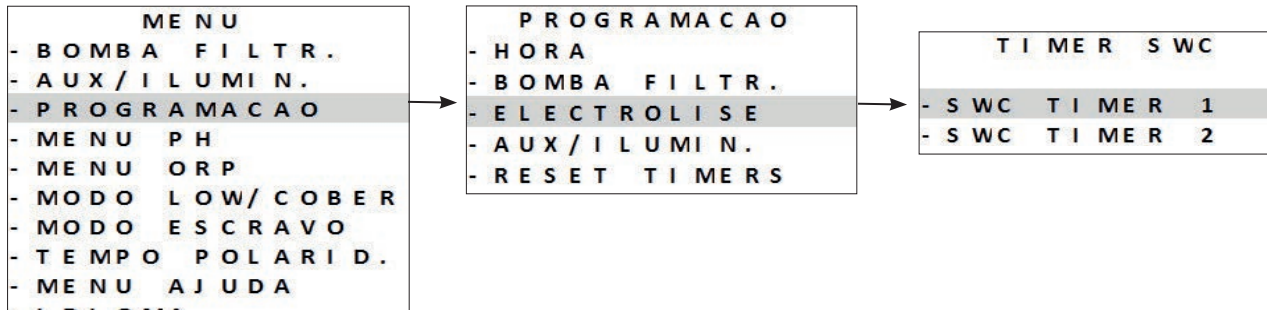 MENU
- BOMBA FILTR.
- AUX/ILUMIN.
- PROGRAMACAO
- MENU PH
- MENU ORP
- MODO LOW/COBER
- MODO ESCRAVO
- TEMPO POLARID.
- MENU AJUDA
PROGRAMACAO
- HORA
- BOMBA FILTR.
- ELECTROLISE
- AUX/ILUMIN.
- RESET TIMERS
TIMER SWC
- SWC TIMER 1
- SWC TIMER 2